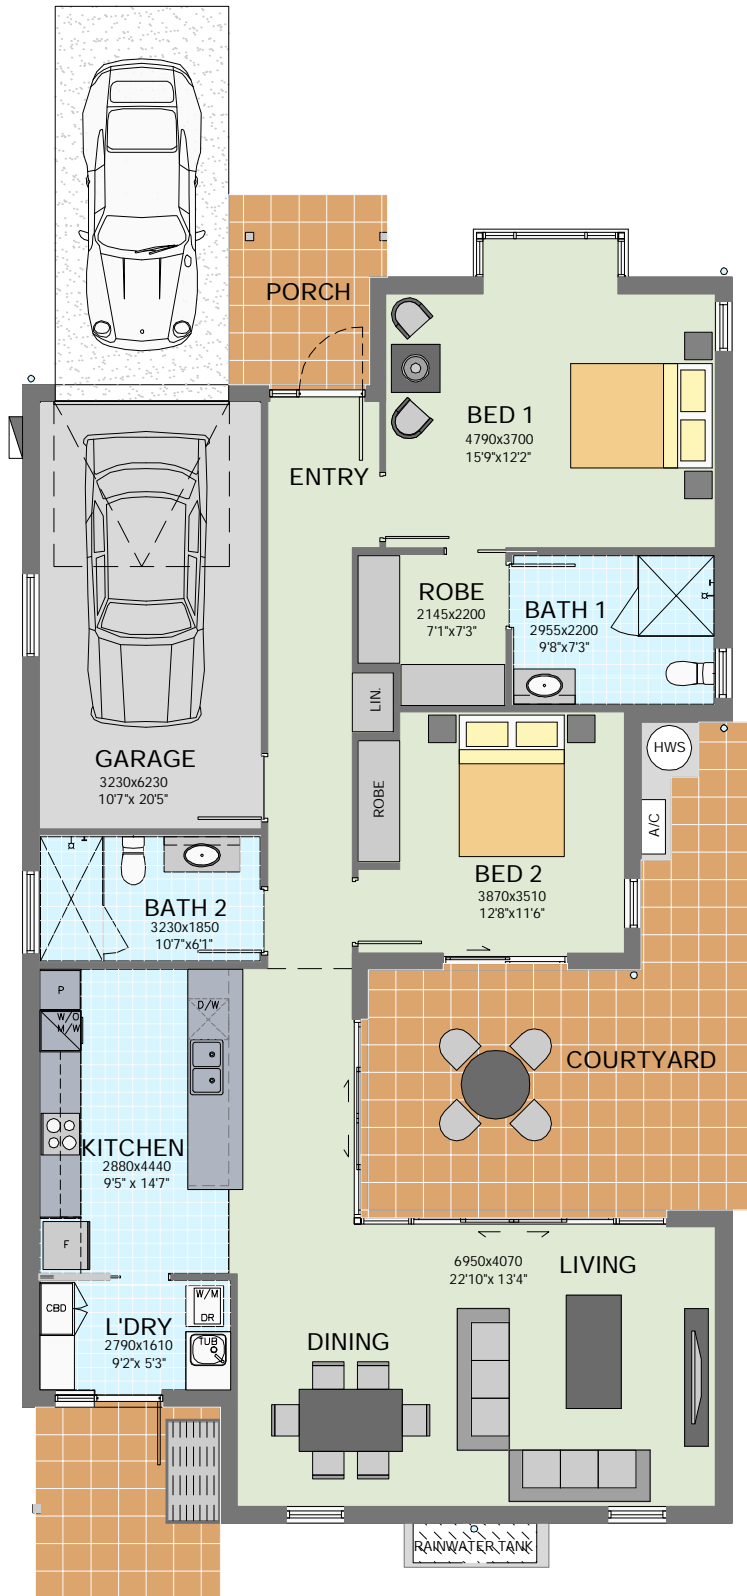 PORCH
BED 1
4790x3700
15'9"x12'2"
ENTRY
ROBE
2145x2200
7'1"x7'3"
BATH 1
2955x2200
9'8"x7'3"
LIN.
GARAGE
3230x6230
10'7"x 20'5"
HWS
ROBE
A/C
BED 2
3870x3510
12'8"x11'6"
BATH 2
3230x1850
10'7"x6'1"
P
W/O
M/W
D/W
COURTYARD
KITCHEN
2880x4440
9'5" x 14'7"
F
6950x4070
22'10"x 13'4"
LIVING
CBD
W/M
DR
L'DRY
2790x1610
9'2"x 5'3"
TUB
DINING
RAINWATER TANK